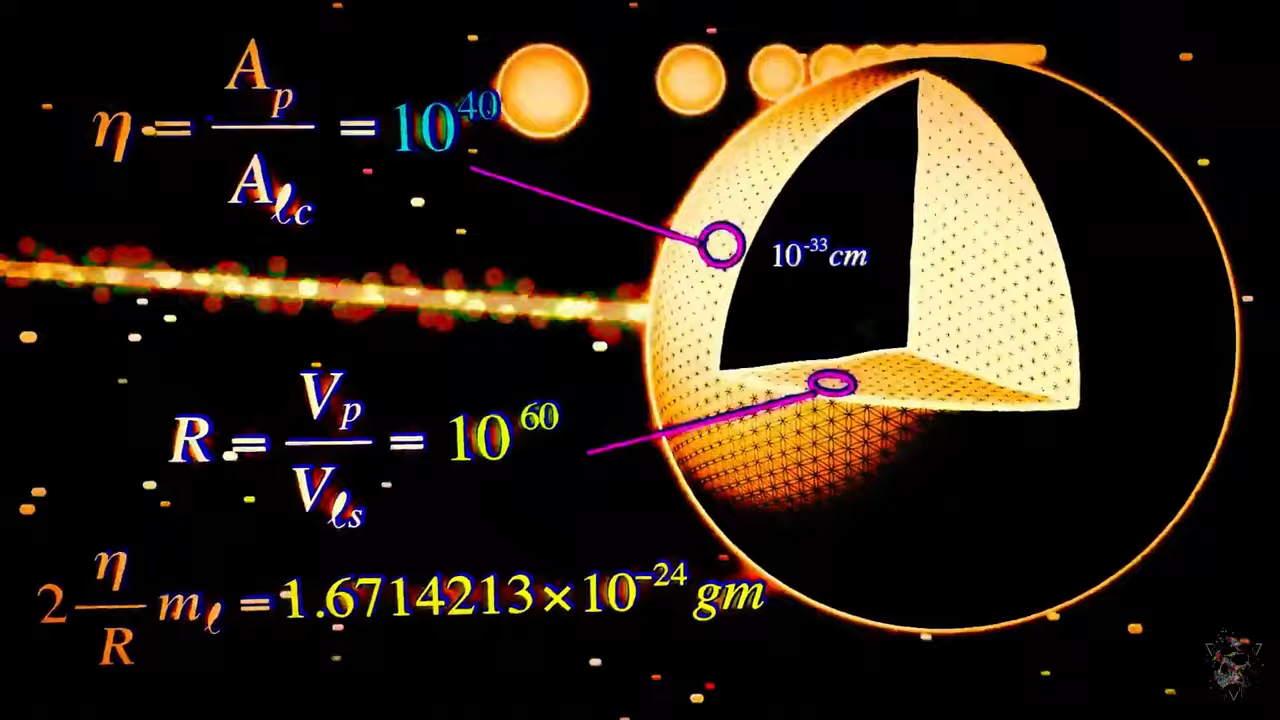 η = A_p / A_ℓc = 10^40
10^-33 cm
R = V_p / V_ℓs = 10^60
2 η / R m_ℓ = 1.6714213 × 10^-24 gm